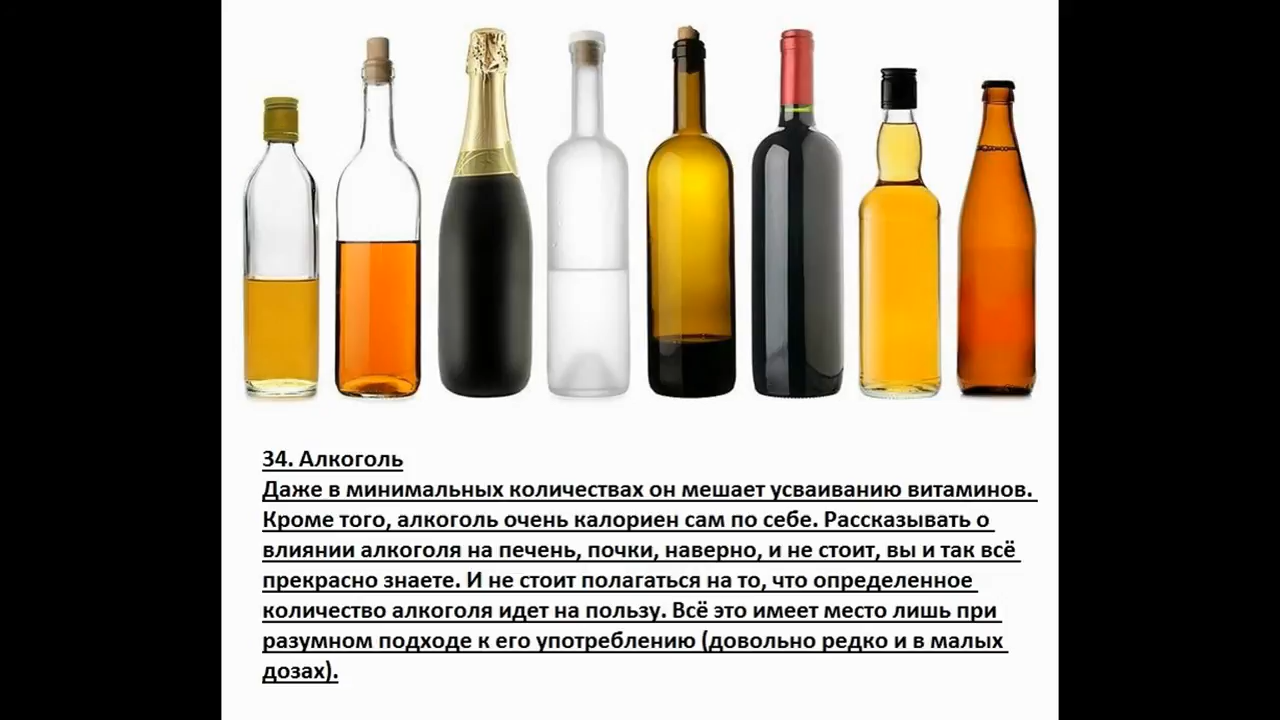 34. Алкоголь
Даже в минимальных количествах он мешает усваиванию витаминов.
Кроме того, алкоголь очень калориен сам по себе. Рассказывать о
влиянии алкоголя на печень, почки, наверно, и не стоит, вы и так всё
прекрасно знаете. И не стоит полагаться на то, что определенное
количество алкоголя идет на пользу. Всё это имеет место лишь при
разумном подходе к его употреблению (довольно редко и в малых
дозах).